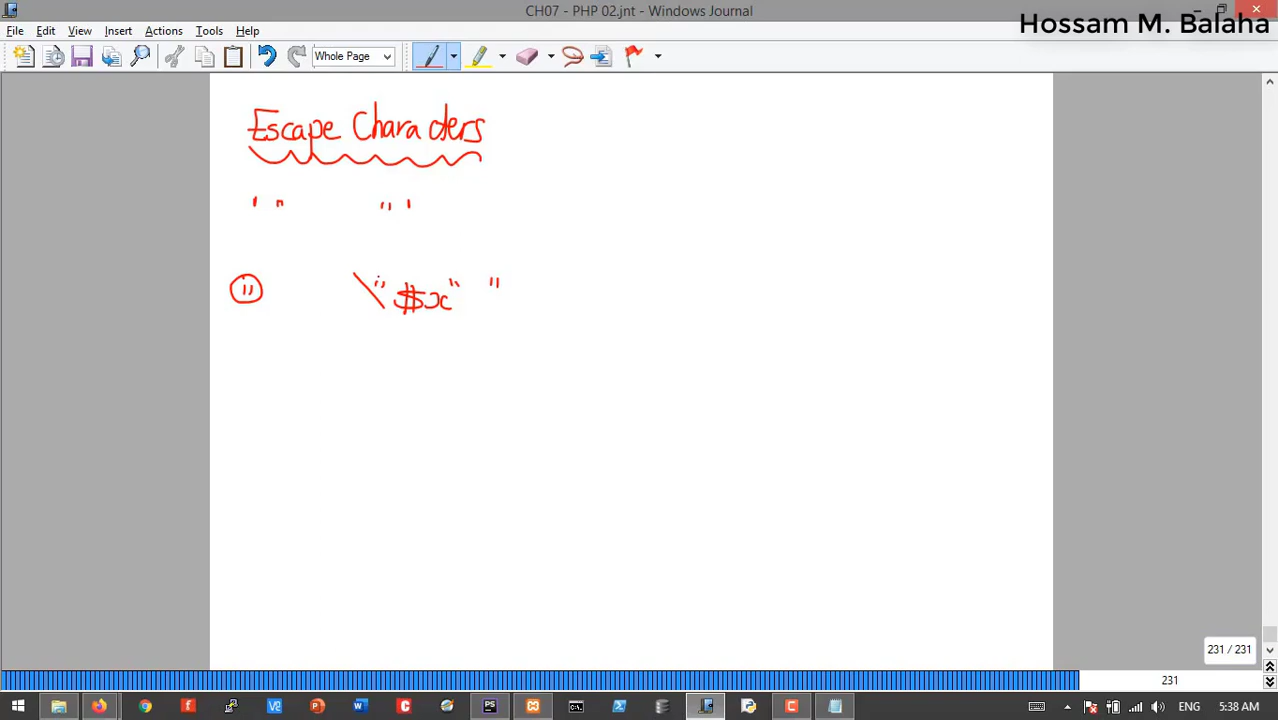 CH07 - PHP 02.jnt - Windows Journal
Hossam M. Balaha
File Edit View Insert Actions Tools Help
Whole Page
Escape Characters
' " " '
" \"$x" "
231 / 231
231
ENG 5:38 AM